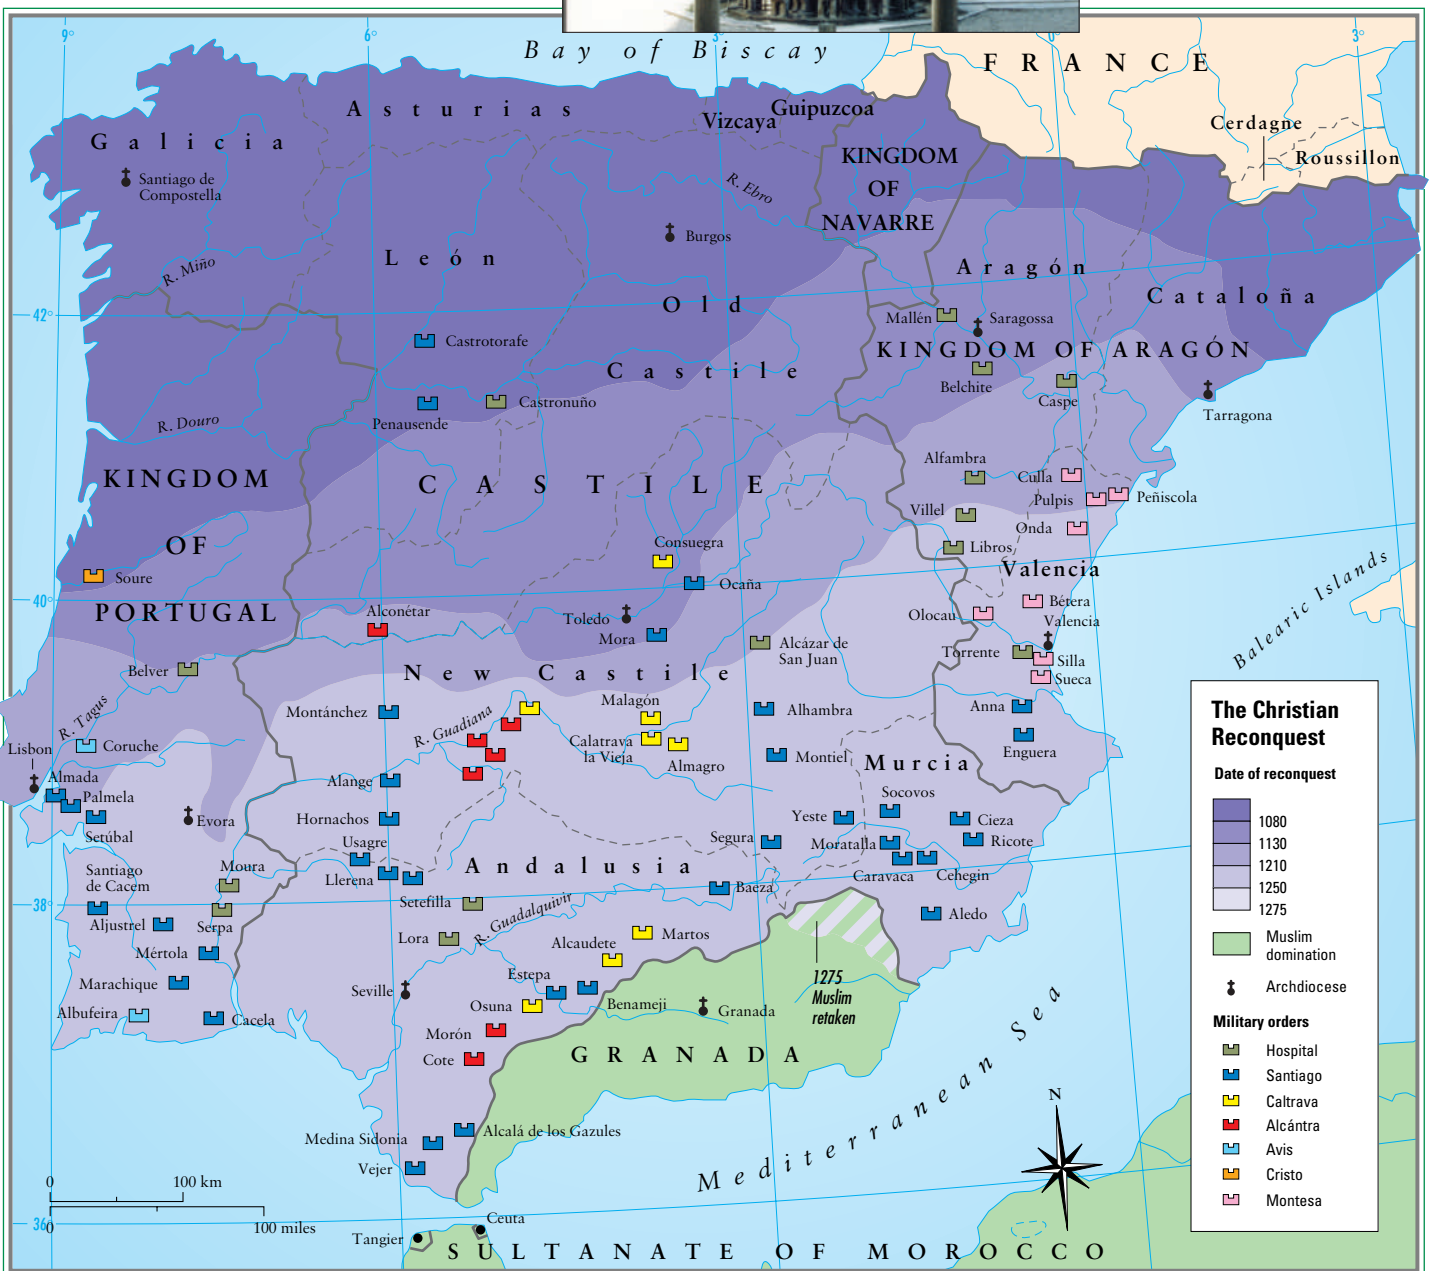 9°
6°
3°
0°
3°
Bay of Biscay
FRANCE
Asturias
Guipuzcoa
Vizcaya
Cerdagne
Roussillon
Galicia
KINGDOM
OF
NAVARRE
Santiago de
Compostella
R. Ebro
Burgos
R. Miño
León
Aragón
Old
Cataloña
42°
Mallén
Saragossa
Castrotorafe
KINGDOM OF ARAGÓN
Castile
Belchite
Caspe
Penausende
Castronuño
Tarragona
R. Douro
KINGDOM
CASTILE
Alfambra
Culla
Pulpis
Peñiscola
Villel
Onda
OF
Consuegra
Libros
Soure
Ocaña
Valencia
40°
PORTUGAL
Alconétar
Toledo
Mora
Olocau
Bétera
Valencia
Balearic Islands
Alcázar de
San Juan
Torrente
Silla
Sueca
Belver
New Castile
R. Tagus
Montánchez
R. Guadiana
Malagón
Alhambra
Anna
Coruche
Calatrava
la Vieja
Almagro
Enguera
Lisbon
Montiel
Murcia
Almada
Alange
Palmela
Socovos
Setúbal
Evora
Hornachos
Yeste
Cieza
Usagre
Segura
Moratalla
Ricote
Moura
Llerena
Andalusia
Caravaca
Cehegin
Santiago
de Cacem
Baeza
38°
Setefilla
R. Guadalquivir
Aledo
Aljustrel
Serpa
Lora
Martos
Mértola
Alcaudete
Marachique
Seville
Estepa
1275
Muslim
retaken
Albufeira
Cacela
Osuna
Benameji
Granada
Morón
GRANADA
Cote
Mediterranean Sea
Medina Sidonia
Alcalá de los Gazules
Vejer
N
0
100 km
0
100 miles
36°
Ceuta
Tangier
SULTANATE OF MOROCCO
The Christian
Reconquest
Date of reconquest
1080
1130
1210
1250
1275
Muslim
domination
Archdiocese
Military orders
Hospital
Santiago
Caltrava
Alcántra
Avis
Cristo
Montesa